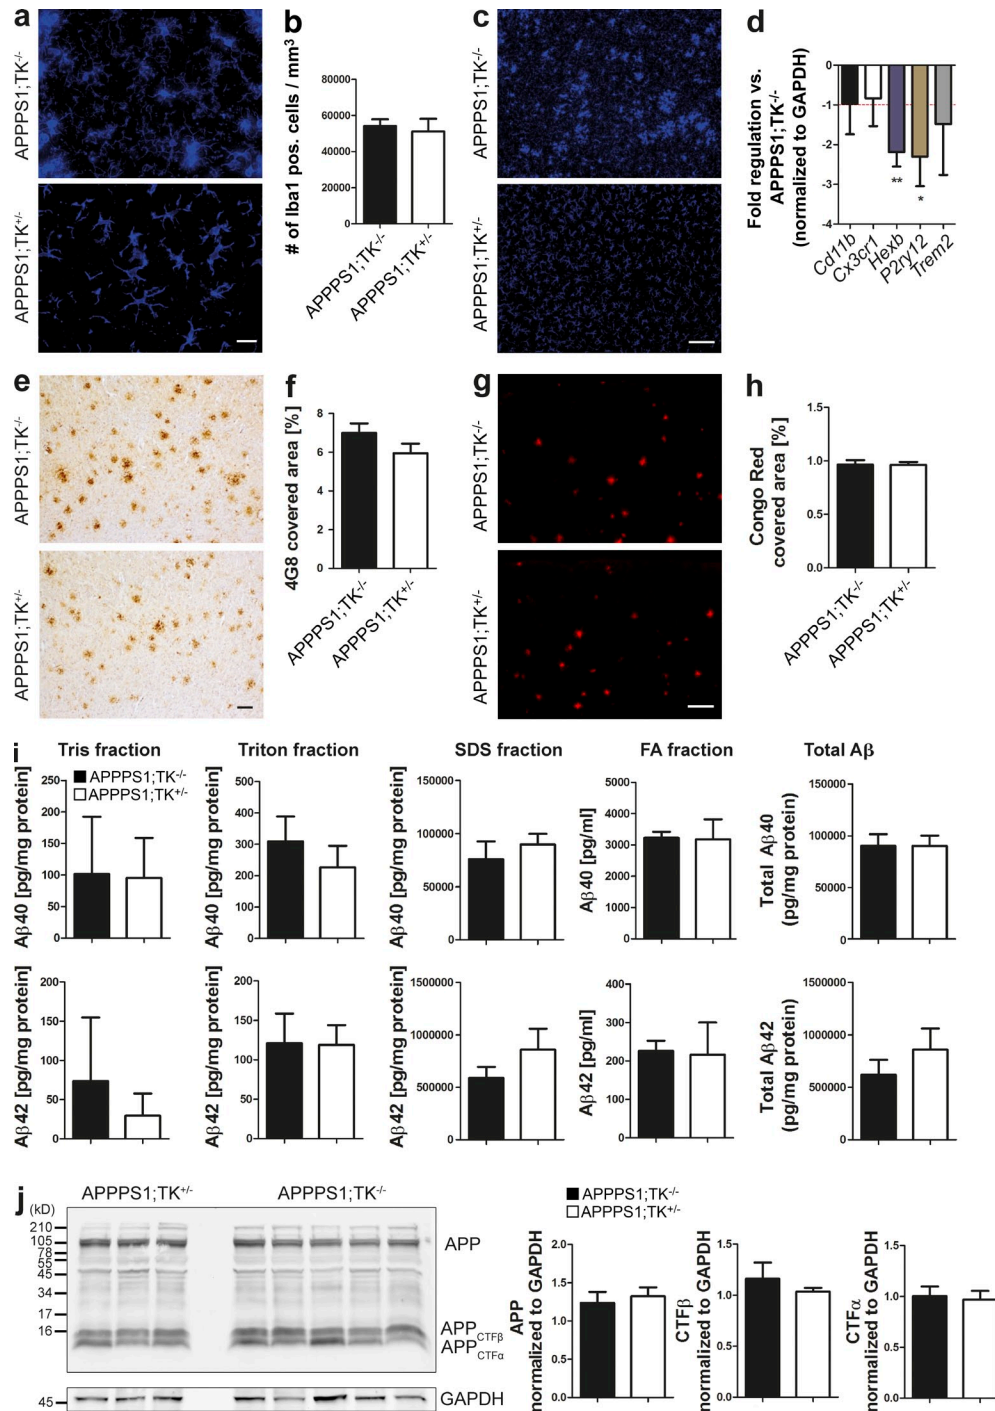 a
APPPS1;TK-/-
APPPS1;TK+/-
b
# of Iba1 pos. cells / mm3
80000
60000
40000
20000
0
APPPS1;TK-/-
APPPS1;TK+/-
c
APPPS1;TK-/-
APPPS1;TK+/-
d
Fold regulation vs.
APPPS1;TK-/-
(normalized to GAPDH)
0
-1
-2
-3
-4
**
*
Cd11b
Cx3cr1
Hexb
P2ry12
Trem2
e
APPPS1;TK-/-
APPPS1;TK+/-
f
4G8 covered area [%]
8
6
4
2
0
APPPS1;TK-/-
APPPS1;TK+/-
g
APPPS1;TK-/-
APPPS1;TK+/-
h
Congo Red
covered area [%]
1.5
1.0
0.5
0.0
APPPS1;TK-/-
APPPS1;TK+/-
i
Tris fraction
Aβ40 [pg/mg protein]
250
200
150
100
50
0
APPPS1;TK-/-
APPPS1;TK+/-
Triton fraction
Aβ40 [pg/mg protein]
500
400
300
200
100
0
SDS fraction
Aβ40 [pg/mg protein]
150000
100000
50000
0
FA fraction
Aβ40 [pg/ml]
5000
4000
3000
2000
1000
0
Total Aβ
Total Aβ40
(pg/mg protein)
150000
100000
50000
0
Aβ42 [pg/mg protein]
200
150
100
50
0
Aβ42 [pg/mg protein]
200
150
100
50
0
Aβ42 [pg/mg protein]
1500000
1000000
500000
0
Aβ42 [pg/ml]
400
300
200
100
0
Total Aβ42
(pg/mg protein)
1500000
1000000
500000
0
j
APPPS1;TK+/-
APPPS1;TK-/-
(kD)
210
105
78
55
45
34
17
16
45
APP
APPCTFβ
APPCTFα
GAPDH
APPPS1;TK-/-
APPPS1;TK+/-
APP
normalized to GAPDH
2.0
1.5
1.0
0.5
0.0
CTFβ
normalized to GAPDH
1.5
1.0
0.5
0.0
CTFα
normalized to GAPDH
1.5
1.0
0.5
0.0